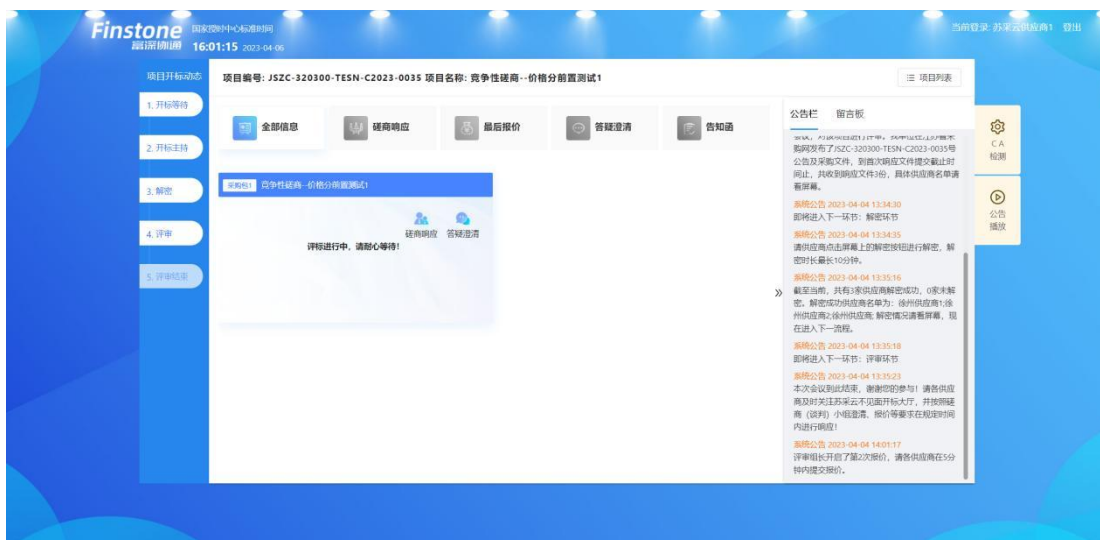 Finstone
富深协通
国家授时中心标准时间
16:01:15 2023-04-06
当前登录: 苏采云供应商1 登出
项目开标动态
1. 开标等待
2. 开标主持
3. 解密
4. 评审
5. 评审结束
项目编号: JSZC-320300-TESN-C2023-0035 项目名称: 竞争性磋商--价格分前置测试1
项目列表
全部信息
磋商响应
最后报价
答疑澄清
告知函
采购包1 竞争性磋商--价格分前置测试1
磋商响应 答疑澄清
评标进行中，请耐心等待!
公告栏 留言板
购网发布了JSZC-320300-TESN-C2023-0035号
公告及采购文件，到首次响应文件提交截止时
间止，共收到响应文件3份，具体供应商名单请
看屏幕。
系统公告 2023-04-04 13:34:30
即将进入下一环节：解密环节
系统公告 2023-04-04 13:34:35
请供应商点击屏幕上的解密按钮进行解密，解
密时长最长10分钟。
系统公告 2023-04-04 13:35:16
截至当前，共有3家供应商解密成功，0家未解
密。解密成功供应商名单为：徐州供应商1;徐
州供应商2;徐州供应商; 解密情况请看屏幕，现
在进入下一流程。
系统公告 2023-04-04 13:35:18
即将进入下一环节：评审环节
系统公告 2023-04-04 13:35:23
本次会议到此结束，谢谢您的参与！请各供应
商及时关注苏采云不见面开标大厅，并按照磋
商（谈判）小组澄清、报价等要求在规定时间
内进行响应！
系统公告 2023-04-04 14:01:17
评审组长开启了第2次报价，请各供应商在5分
钟内提交报价。
CA
检测
公告
播放